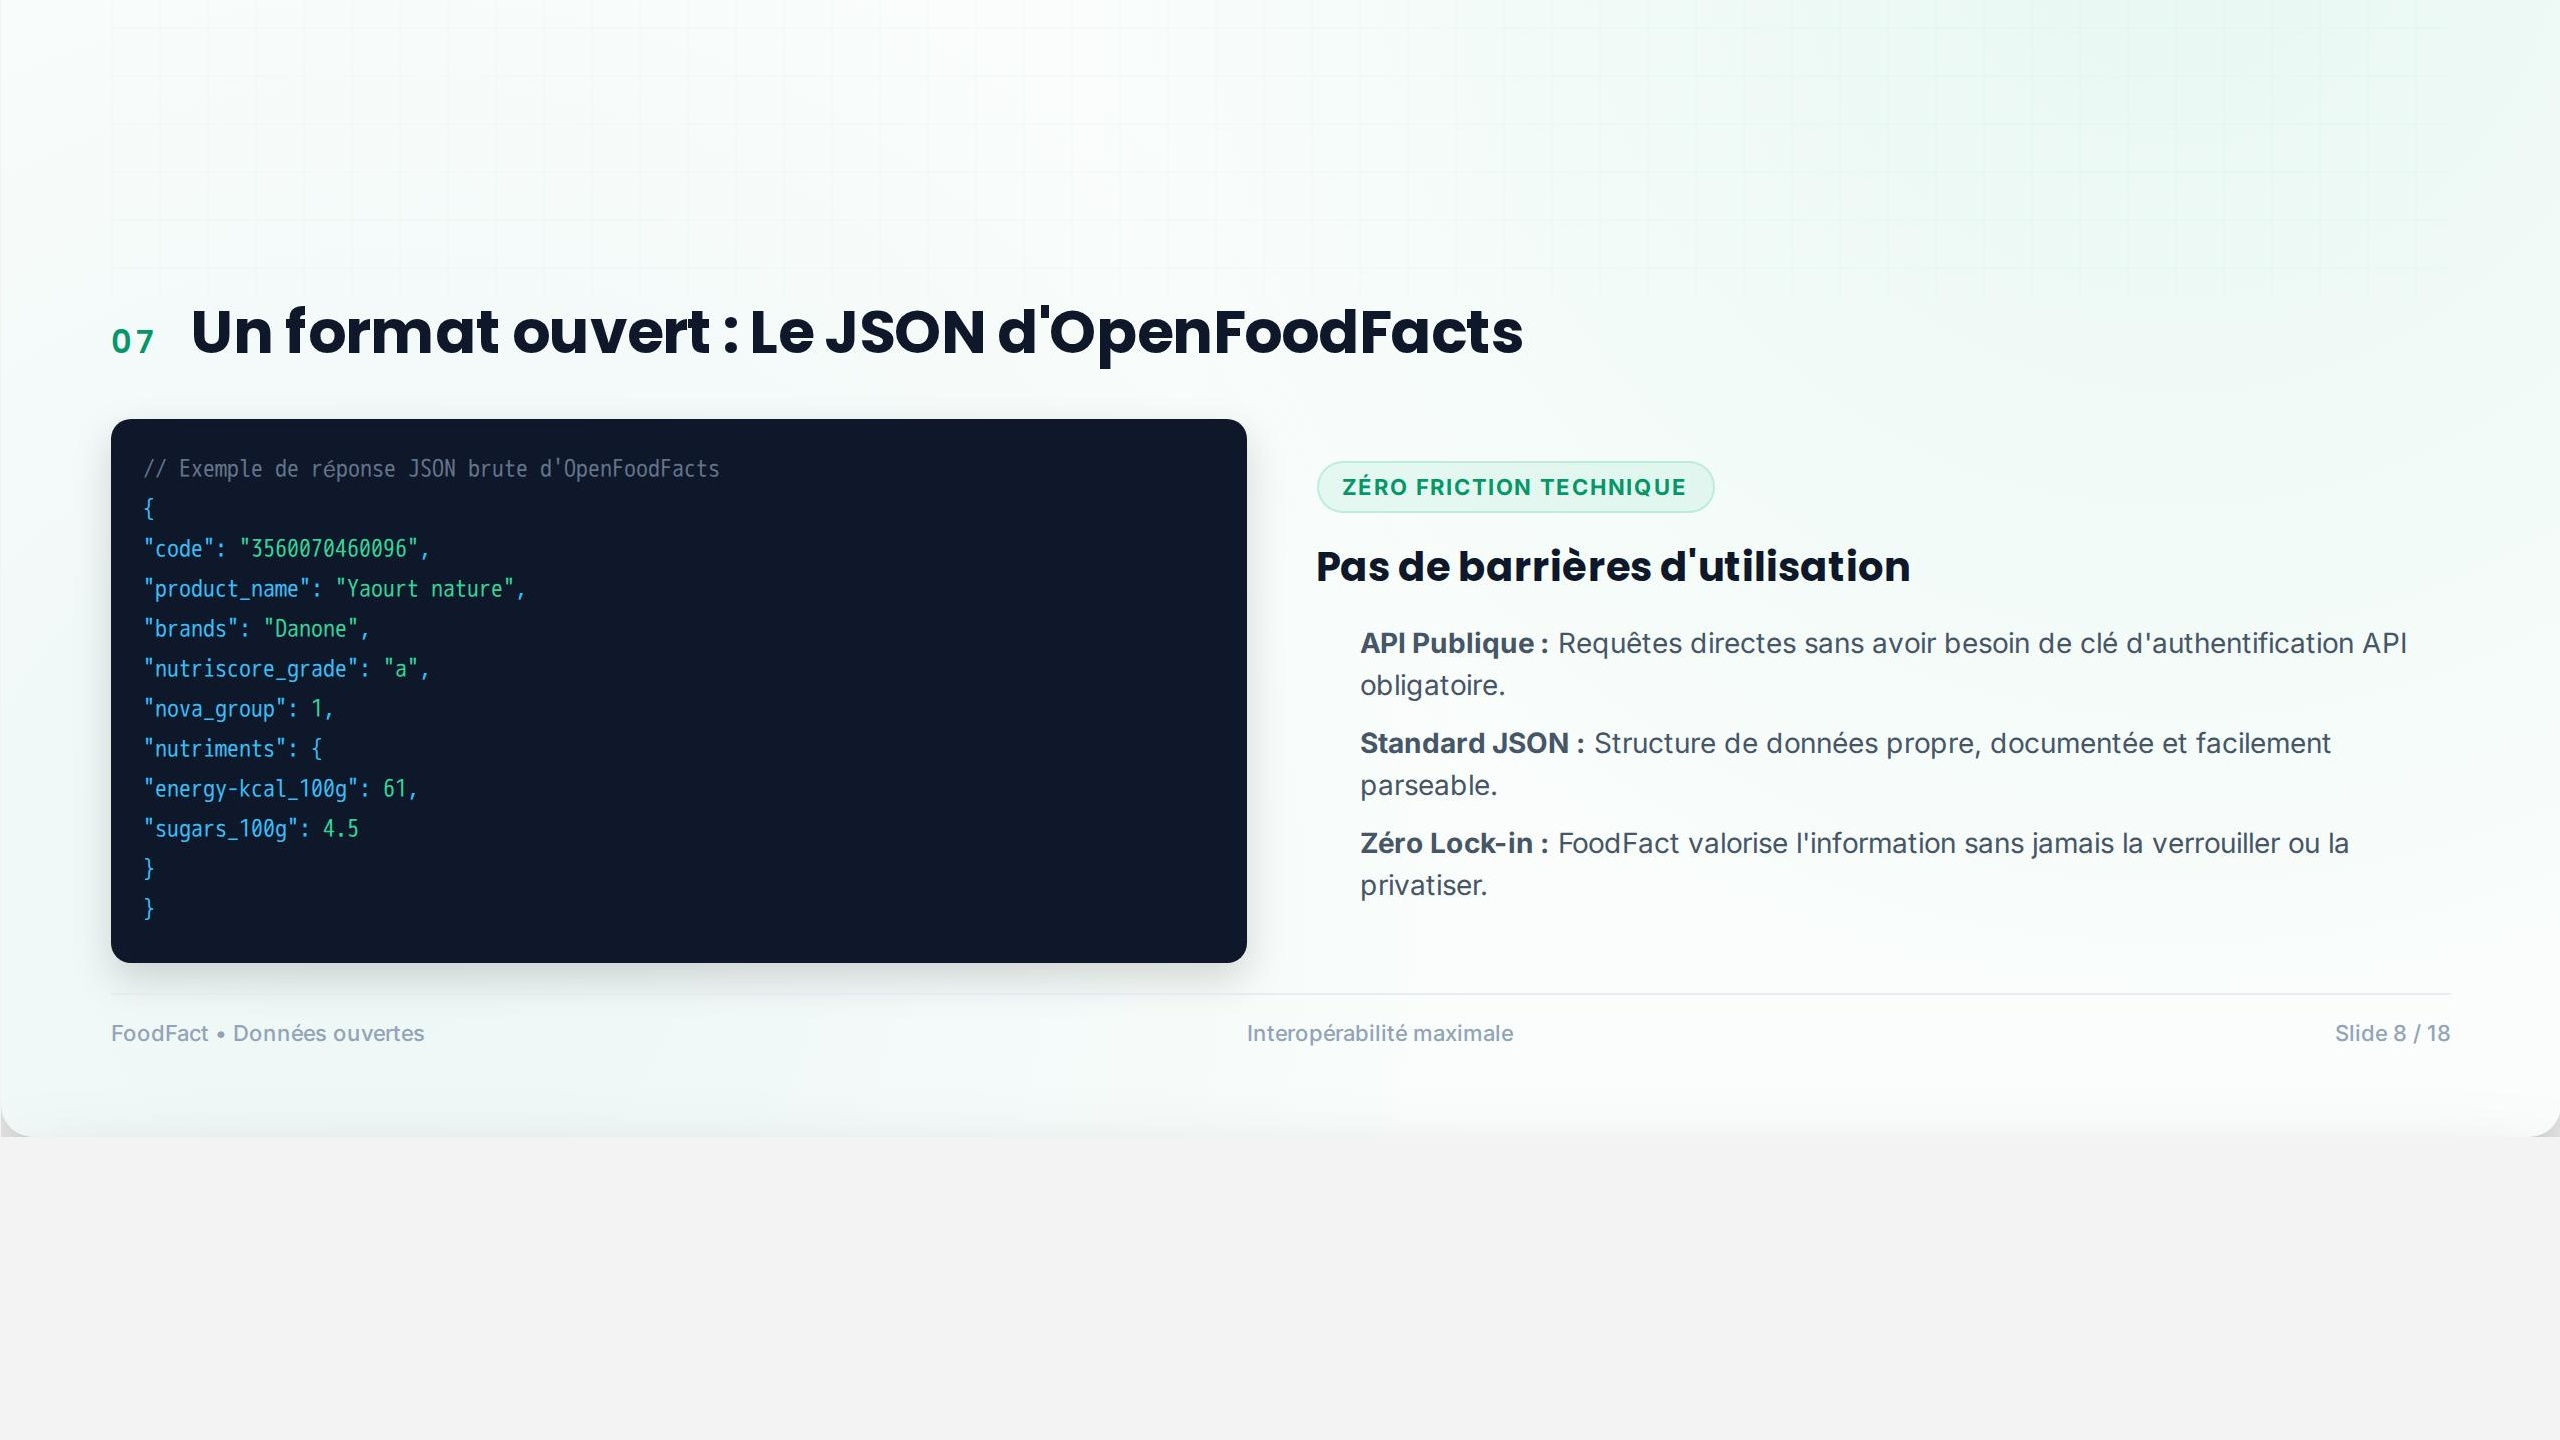 07 Un format ouvert : Le JSON d'OpenFoodFacts
// Exemple de réponse JSON brute d'OpenFoodFacts
{
"code": "3560070460096",
"product_name": "Yaourt nature",
"brands": "Danone",
"nutriscore_grade": "a",
"nova_group": 1,
"nutriments": {
"energy-kcal_100g": 61,
"sugars_100g": 4.5
}
}
ZÉRO FRICTION TECHNIQUE
Pas de barrières d'utilisation
API Publique : Requêtes directes sans avoir besoin de clé d'authentification API
obligatoire.
Standard JSON : Structure de données propre, documentée et facilement
parseable.
Zéro Lock-in : FoodFact valorise l'information sans jamais la verrouiller ou la
privatiser.
FoodFact • Données ouvertes
Interopérabilité maximale
Slide 8 / 18